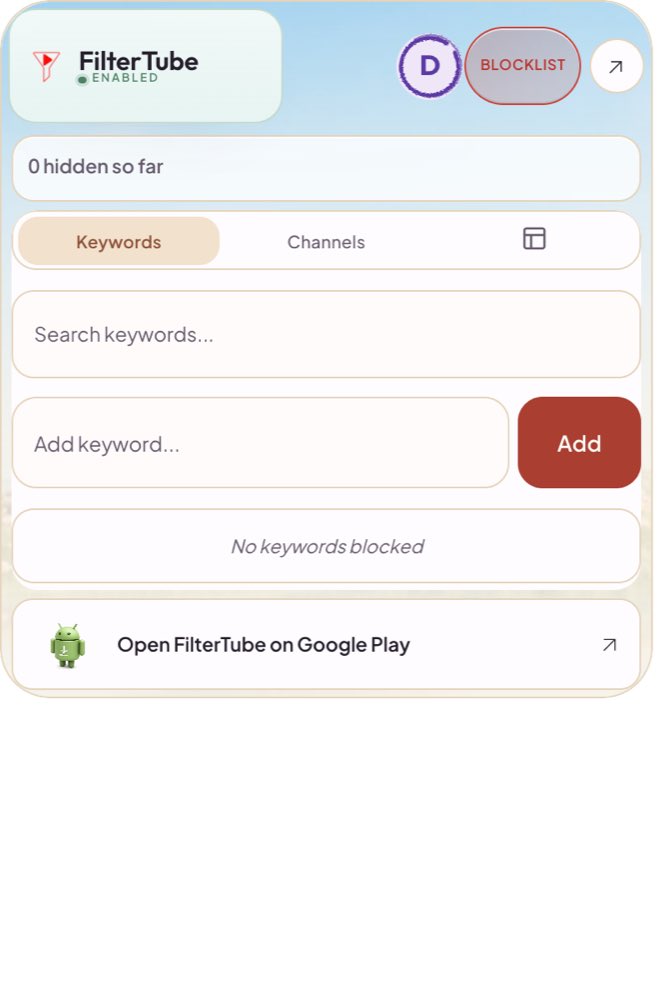 FilterTube
ENABLED
D
BLOCKLIST
0 hidden so far
Keywords
Channels
Search keywords...
Add keyword...
Add
No keywords blocked
Open FilterTube on Google Play